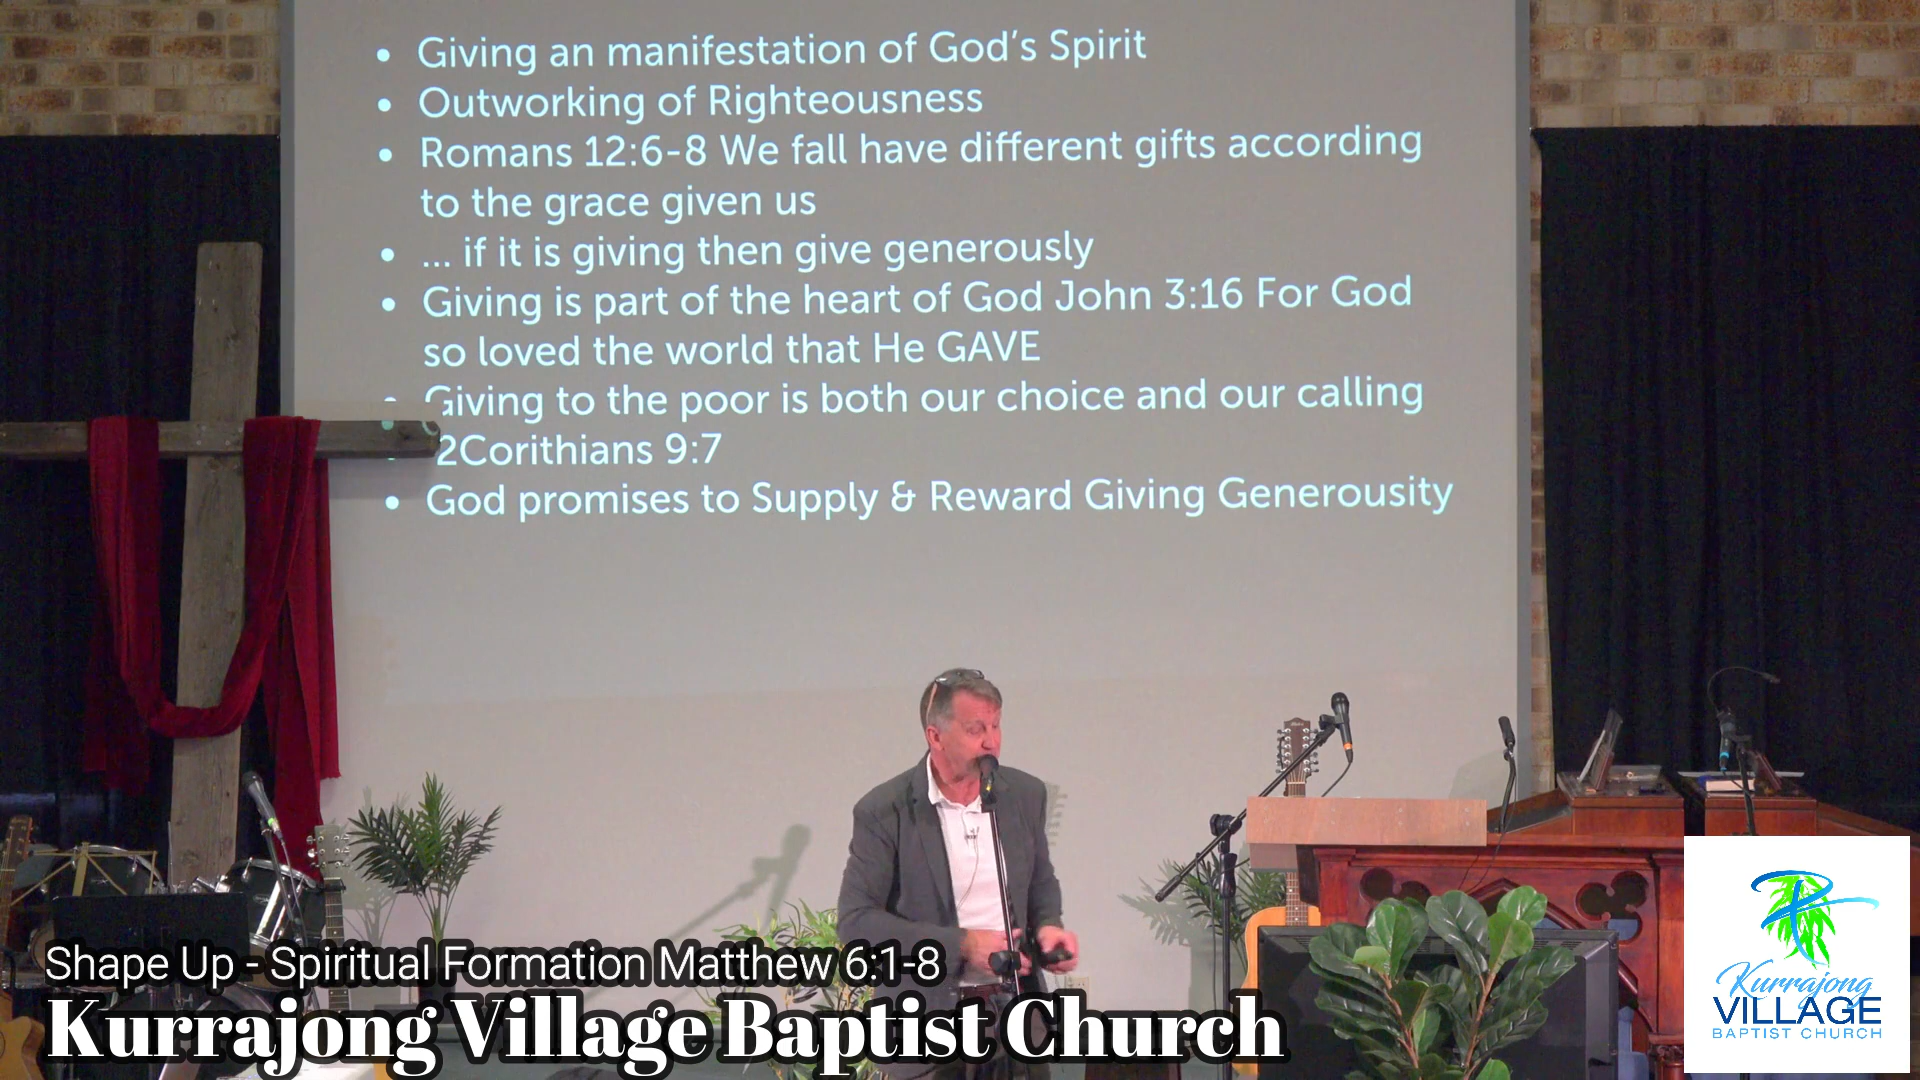 • Giving an manifestation of God's Spirit
• Outworking of Righteousness
• Romans 12:6-8 We fall have different gifts according
to the grace given us
• ... if it is giving then give generously
• Giving is part of the heart of God John 3:16 For God
so loved the world that He GAVE
• Giving to the poor is both our choice and our calling
• 2Corithians 9:7
• God promises to Supply & Reward Giving Generousity
Shape Up - Spiritual Formation Matthew 6:1-8
Kurrajong Village Baptist Church
Kurrajong
VILLAGE
BAPTIST CHURCH